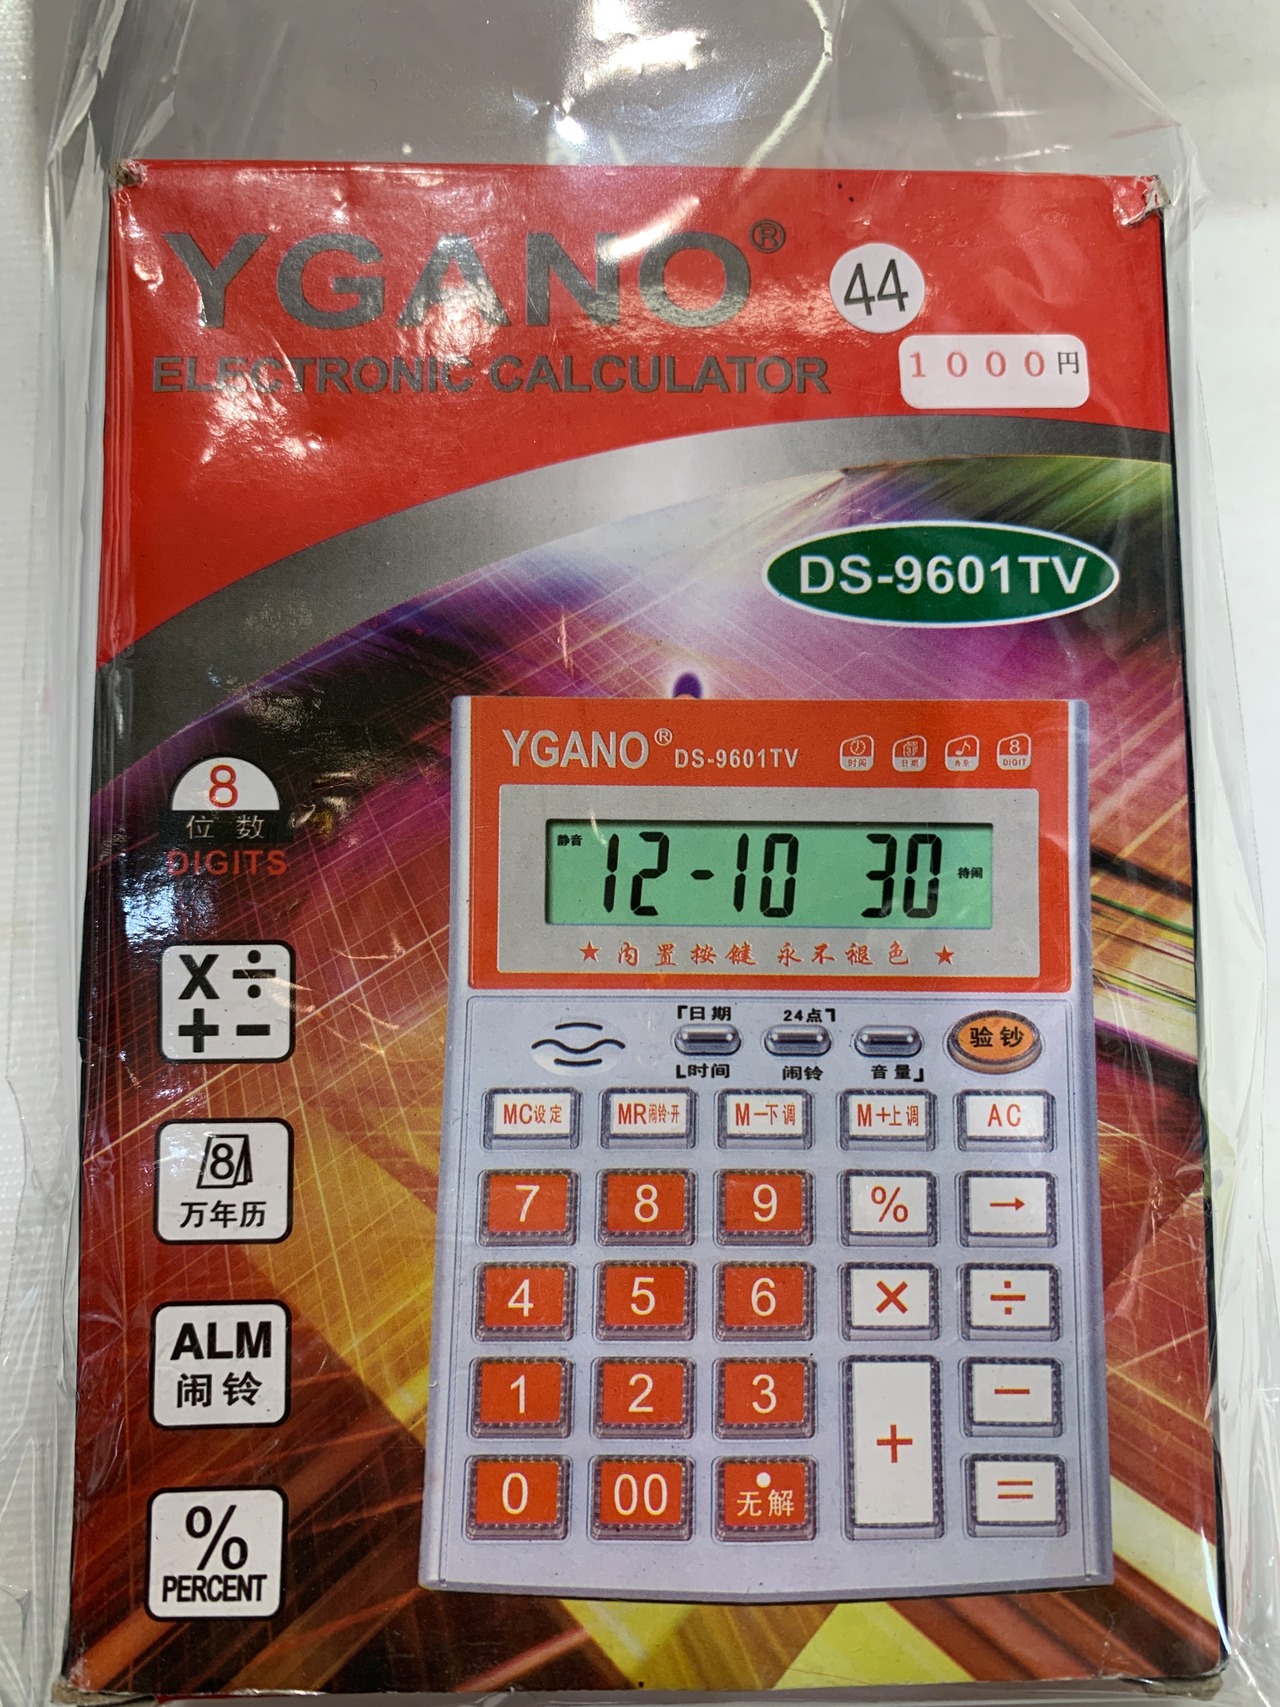 YGANO®
44
ELECTRONIC CALCULATOR
1000円
DS-9601TV
YGANO® DS-9601TV
时间 日期 音乐 8 DIGIT
8
位数
DIGITS
静音 12-10 30 待闹
★ 内置按键 永不褪色 ★
X ÷
+ −
「日期 24点」
验钞
└时间 闹铃 音量」
MC设定 MR闹铃·开 M−下调 M+上调 AC
8
万年历
7 8 9 % →
4 5 6 × ÷
ALM
闹铃
1 2 3 + −
0 00 • 无解 =
%
PERCENT